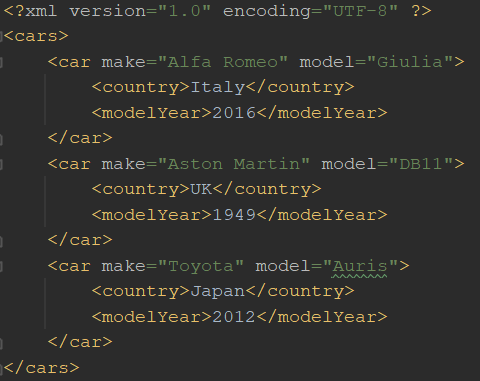 <?xml version="1.0" encoding="UTF-8" ?>
<cars>
    <car make="Alfa Romeo" model="Giulia">
        <country>Italy</country>
        <modelYear>2016</modelYear>
    </car>
    <car make="Aston Martin" model="DB11">
        <country>UK</country>
        <modelYear>1949</modelYear>
    </car>
    <car make="Toyota" model="Auris">
        <country>Japan</country>
        <modelYear>2012</modelYear>
    </car>
</cars>